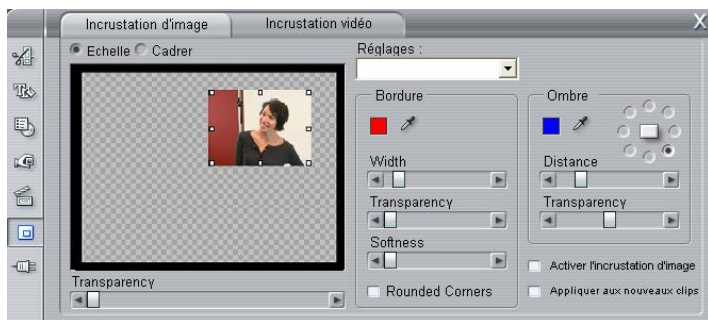 Incrustation d'image
Incrustation vidéo
X
Echelle
Cadrer
Réglages :
Bordure
Width
Transparency
Softness
Rounded Corners
Ombre
Distance
Transparency
Activer l'incrustation d'image
Appliquer aux nouveaux clips
Transparency